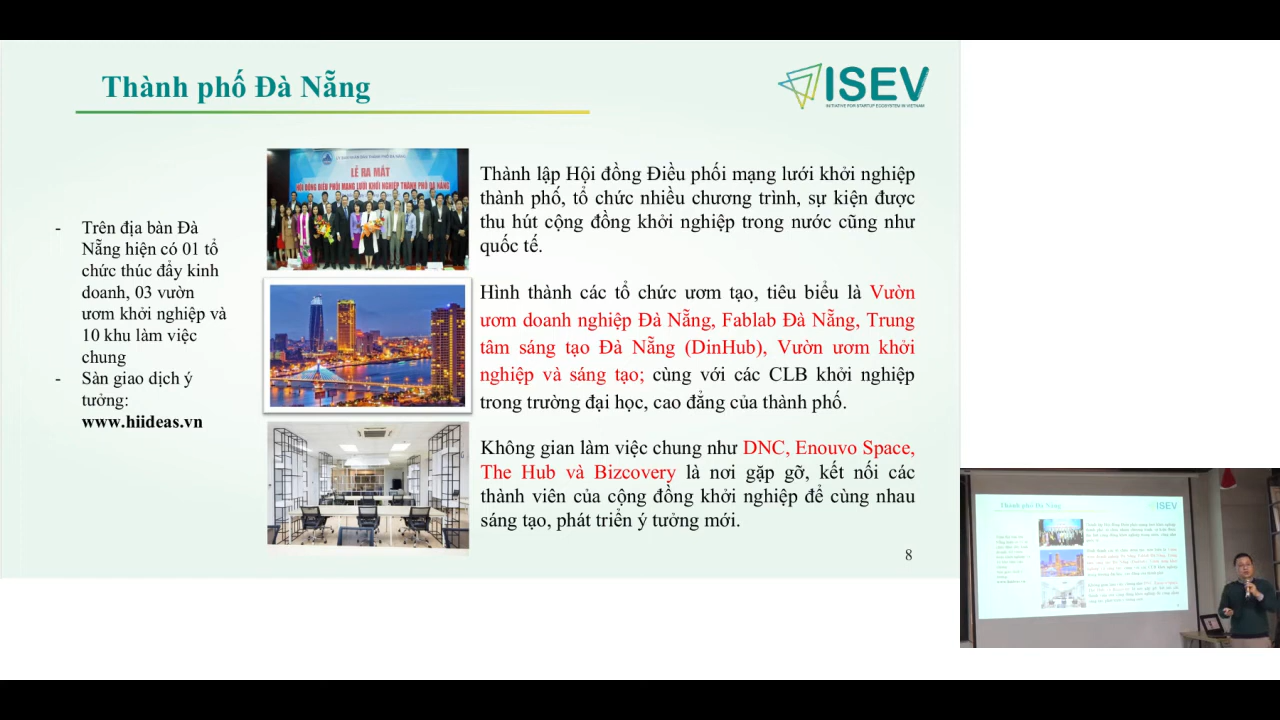 Thành phố Đà Nẵng
ISEV
INITIATIVE FOR STARTUP ECOSYSTEM IN VIETNAM
- Trên địa bàn Đà
Nẵng hiện có 01 tổ
chức thúc đẩy kinh
doanh, 03 vườn
ươm khởi nghiệp và
10 khu làm việc
chung
- Sàn giao dịch ý
tưởng:
www.hiideas.vn
LỄ RA MẮT
HỘI ĐỒNG ĐIỀU PHỐI MẠNG LƯỚI KHỞI NGHIỆP THÀNH PHỐ ĐÀ NẴNG
Thành lập Hội đồng Điều phối mạng lưới khởi nghiệp
thành phố, tổ chức nhiều chương trình, sự kiện được
thu hút cộng đồng khởi nghiệp trong nước cũng như
quốc tế.
Hình thành các tổ chức ươm tạo, tiêu biểu là Vườn
ươm doanh nghiệp Đà Nẵng, Fablab Đà Nẵng, Trung
tâm sáng tạo Đà Nẵng (DinHub), Vườn ươm khởi
nghiệp và sáng tạo; cùng với các CLB khởi nghiệp
trong trường đại học, cao đẳng của thành phố.
Không gian làm việc chung như DNC, Enouvo Space,
The Hub và Bizcovery là nơi gặp gỡ, kết nối các
thành viên của cộng đồng khởi nghiệp để cùng nhau
sáng tạo, phát triển ý tưởng mới.
8
Thành phố Đà Nẵng
ISEV